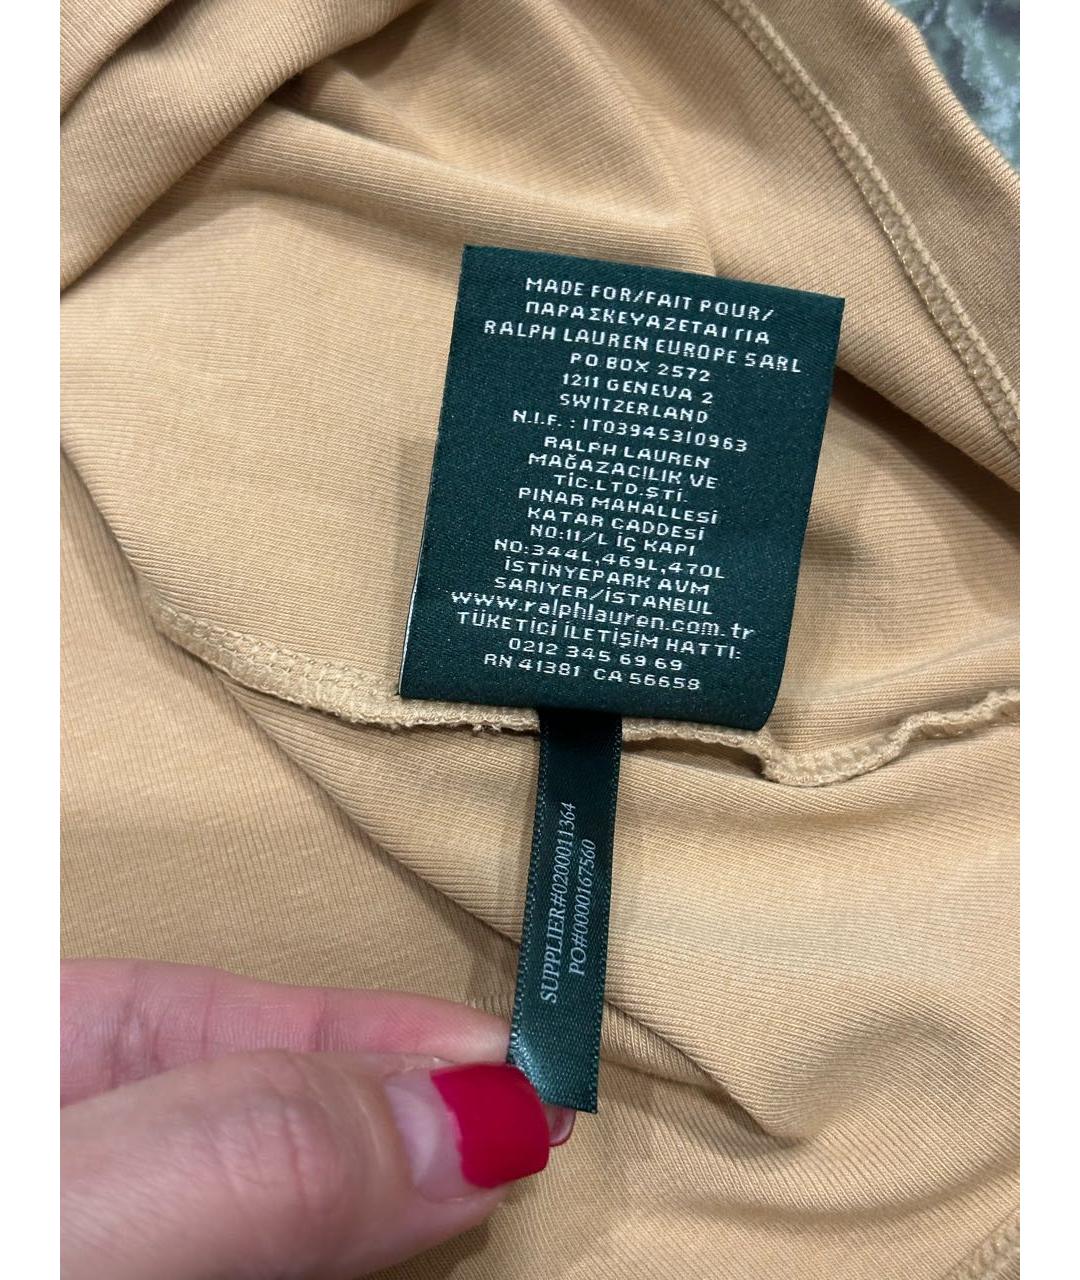 MADE FOR/FAIT POUR/
ΠΑΡΑΣΚΕΥΑΖΕΤΑΙ ΓΙΑ
RALPH LAUREN EUROPE SARL
PO BOX 2572
1211 GENEVA 2
SWITZERLAND
N.I.F. : IT03945310963
RALPH LAUREN
MAĞAZACILIK VE
TİC.LTD.ŞTİ.
PINAR MAHALLESİ
KATAR CADDESİ
NO:11/L İÇ KAPI
NO:344L,469L,470L
İSTİNYEPARK AVM
SARIYER/İSTANBUL
www.ralphlauren.com.tr
TÜKETİCİ İLETİŞİM HATTI:
0212 345 69 69
RN 41381 CA 56658
SUPPLIER#0200011364
PO#0000167560